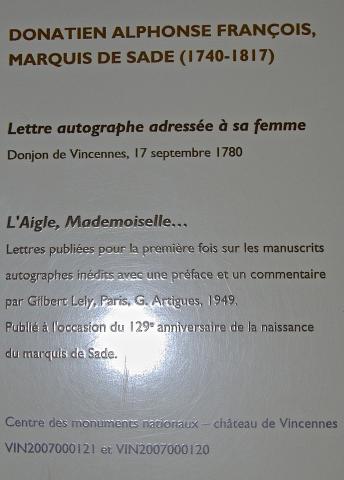 DONATIEN ALPHONSE FRANÇOIS,
MARQUIS DE SADE (1740-1817)
Lettre autographe adressée à sa femme
Donjon de Vincennes, 17 septembre 1780
L'Aigle, Mademoiselle...
Lettres publiées pour la première fois sur les manuscrits
autographes inédits avec une préface et un commentaire
par Gilbert Lely, Paris, G. Artigues, 1949.
Publié à l'occasion du 129e anniversaire de la naissance
du marquis de Sade.
Centre des monuments nationaux – château de Vincennes
VIN2007000121 et VIN2007000120